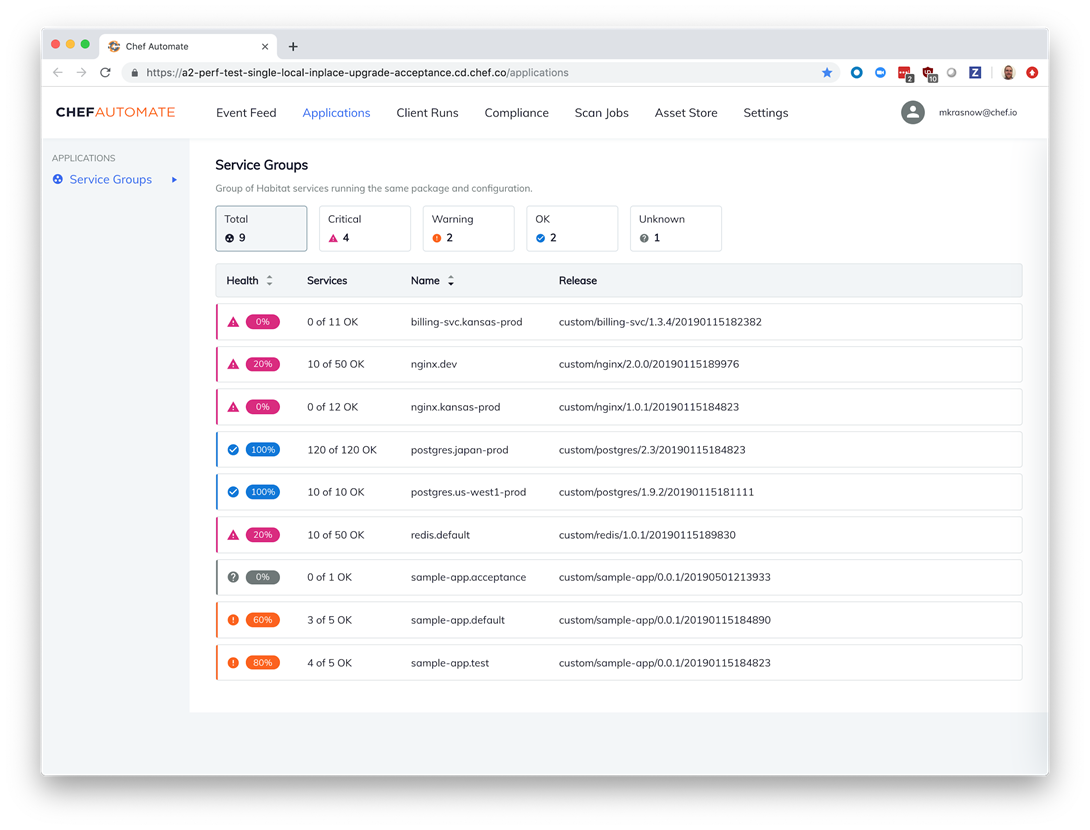 Chef Automate
https://a2-perf-test-single-local-inplace-upgrade-acceptance.cd.chef.co/applications
2
10
Z
CHEFAUTOMATE
Event Feed Applications Client Runs Compliance Scan Jobs Asset Store Settings
mkrasnow@chef.io
APPLICATIONS
Service Groups
Service Groups
Group of Habitat services running the same package and configuration.
Total Critical Warning OK Unknown
9 4 2 2 1
Health Services Name Release
0% 0 of 11 OK billing-svc.kansas-prod custom/billing-svc/1.3.4/20190115182382
20% 10 of 50 OK nginx.dev custom/nginx/2.0.0/20190115189976
0% 0 of 12 OK nginx.kansas-prod custom/nginx/1.0.1/20190115184823
100% 120 of 120 OK postgres.japan-prod custom/postgres/2.3/20190115184823
100% 10 of 10 OK postgres.us-west1-prod custom/postgres/1.9.2/20190115181111
20% 10 of 50 OK redis.default custom/redis/1.0.1/20190115189830
0% 0 of 1 OK sample-app.acceptance custom/sample-app/0.0.1/20190501213933
60% 3 of 5 OK sample-app.default custom/sample-app/0.0.1/20190115184890
80% 4 of 5 OK sample-app.test custom/sample-app/0.0.1/20190115184823